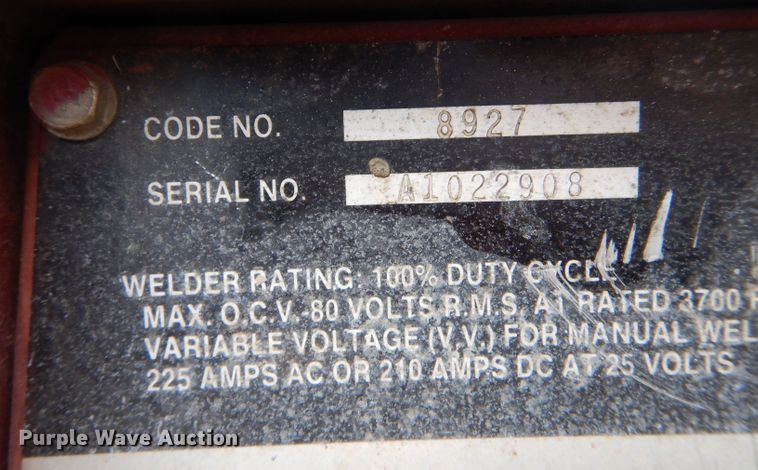 CODE NO. 8927
SERIAL NO. A1022908
WELDER RATING: 100% DUTY CYCLE
MAX. O.C.V.-80 VOLTS R.M.S. AT RATED 3700
VARIABLE VOLTAGE (V.V.) FOR MANUAL
225 AMPS AC OR 210 AMPS DC AT 25 VOLTS
Purple Wave Auction